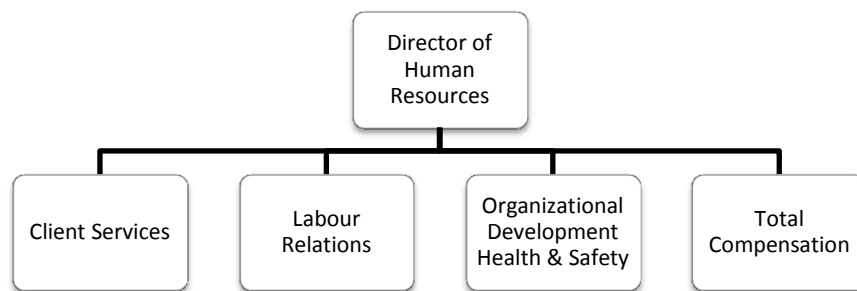 Director of
Human
Resources
Client Services
Labour
Relations
Organizational
Development
Health & Safety
Total
Compensation